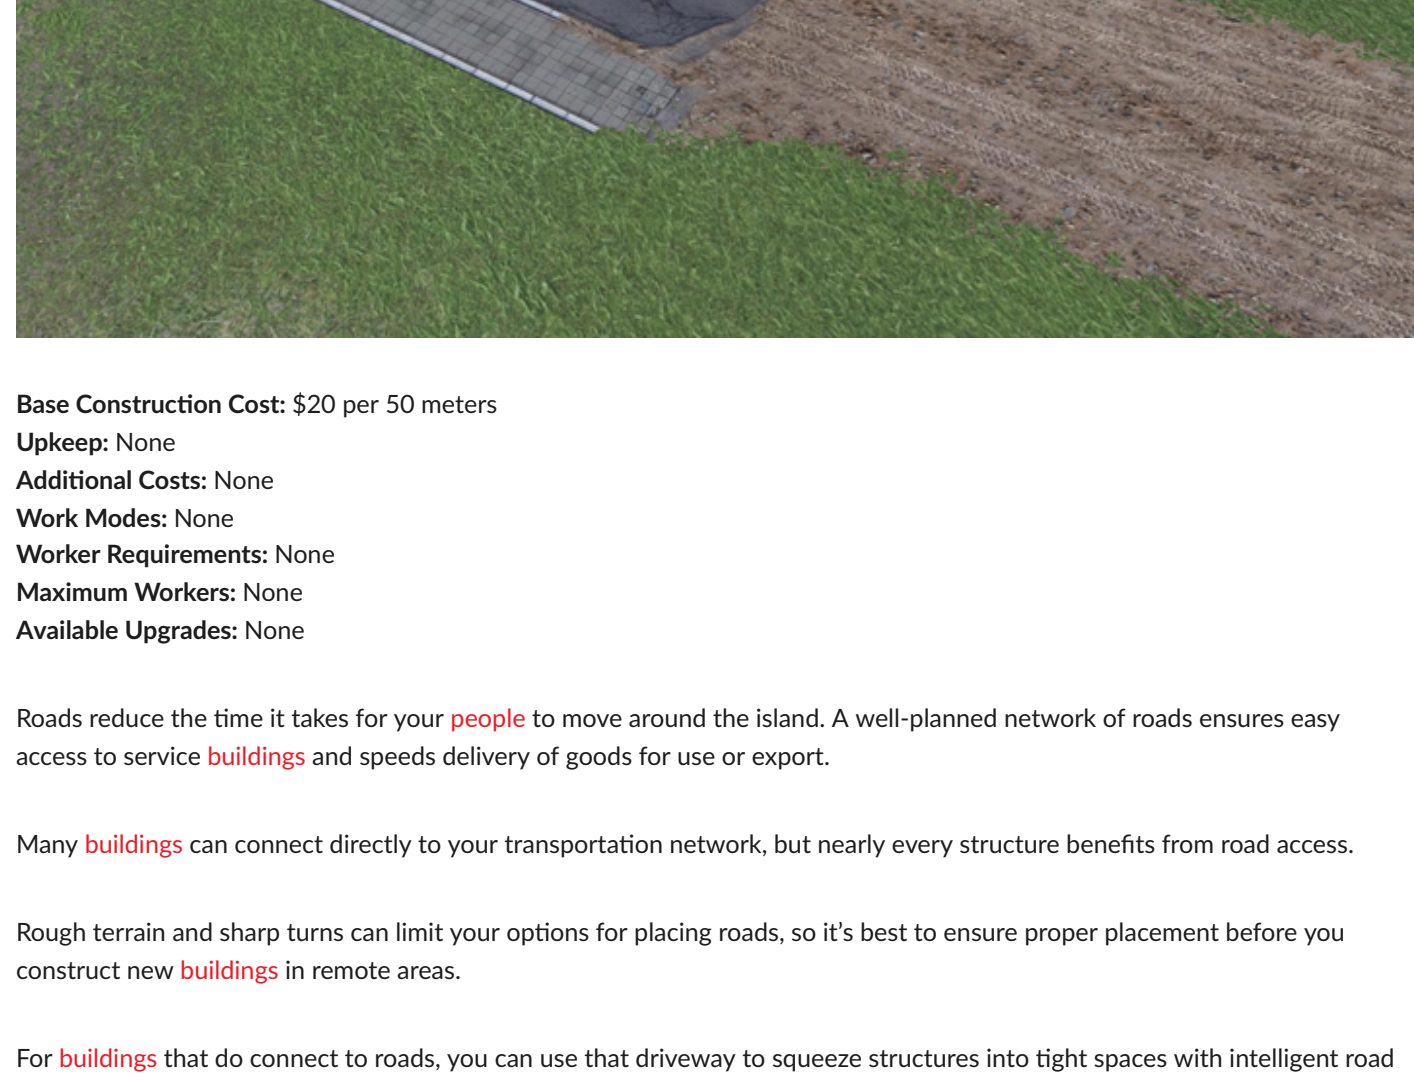 Base Construction Cost: $20 per 50 meters
Upkeep: None
Additional Costs: None
Work Modes: None
Worker Requirements: None
Maximum Workers: None
Available Upgrades: None
Roads reduce the time it takes for your people to move around the island. A well-planned network of roads ensures easy
access to service buildings and speeds delivery of goods for use or export.
Many buildings can connect directly to your transportation network, but nearly every structure benefits from road access.
Rough terrain and sharp turns can limit your options for placing roads, so it’s best to ensure proper placement before you
construct new buildings in remote areas.
For buildings that do connect to roads, you can use that driveway to squeeze structures into tight spaces with intelligent road